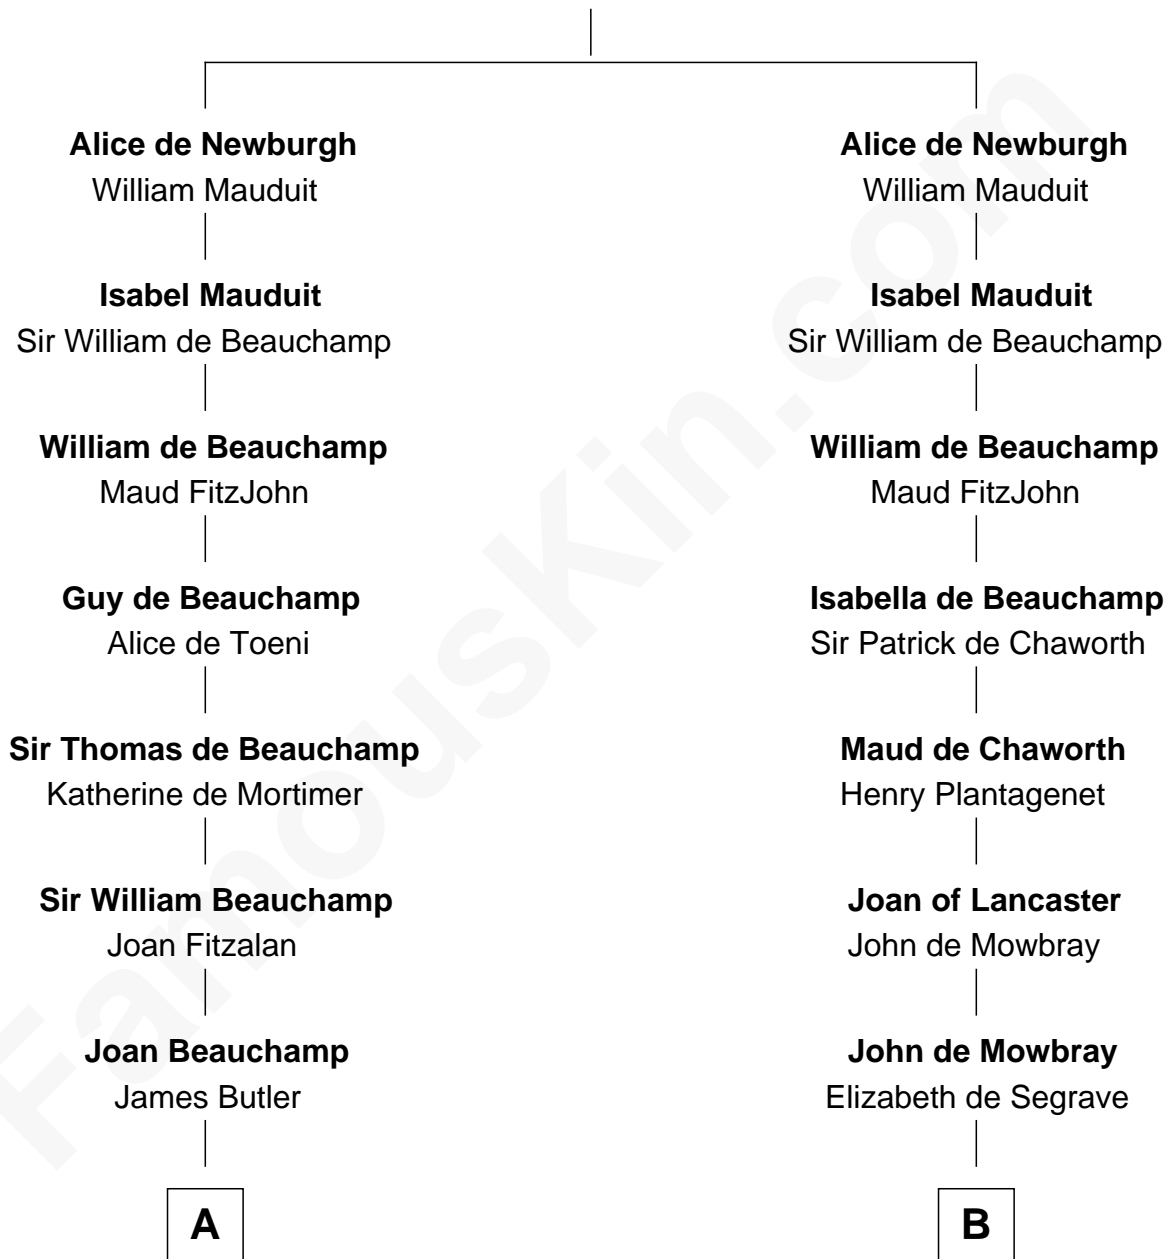 Alice de Newburgh
William Mauduit
Isabel Mauduit
Sir William de Beauchamp
William de Beauchamp
Maud FitzJohn
Guy de Beauchamp
Alice de Toeni
Sir Thomas de Beauchamp
Katherine de Mortimer
Sir William Beauchamp
Joan Fitzalan
Joan Beauchamp
James Butler
A
Alice de Newburgh
William Mauduit
Isabel Mauduit
Sir William de Beauchamp
William de Beauchamp
Maud FitzJohn
Isabella de Beauchamp
Sir Patrick de Chaworth
Maud de Chaworth
Henry Plantagenet
Joan of Lancaster
John de Mowbray
John de Mowbray
Elizabeth de Segrave
B
FamousKin.com